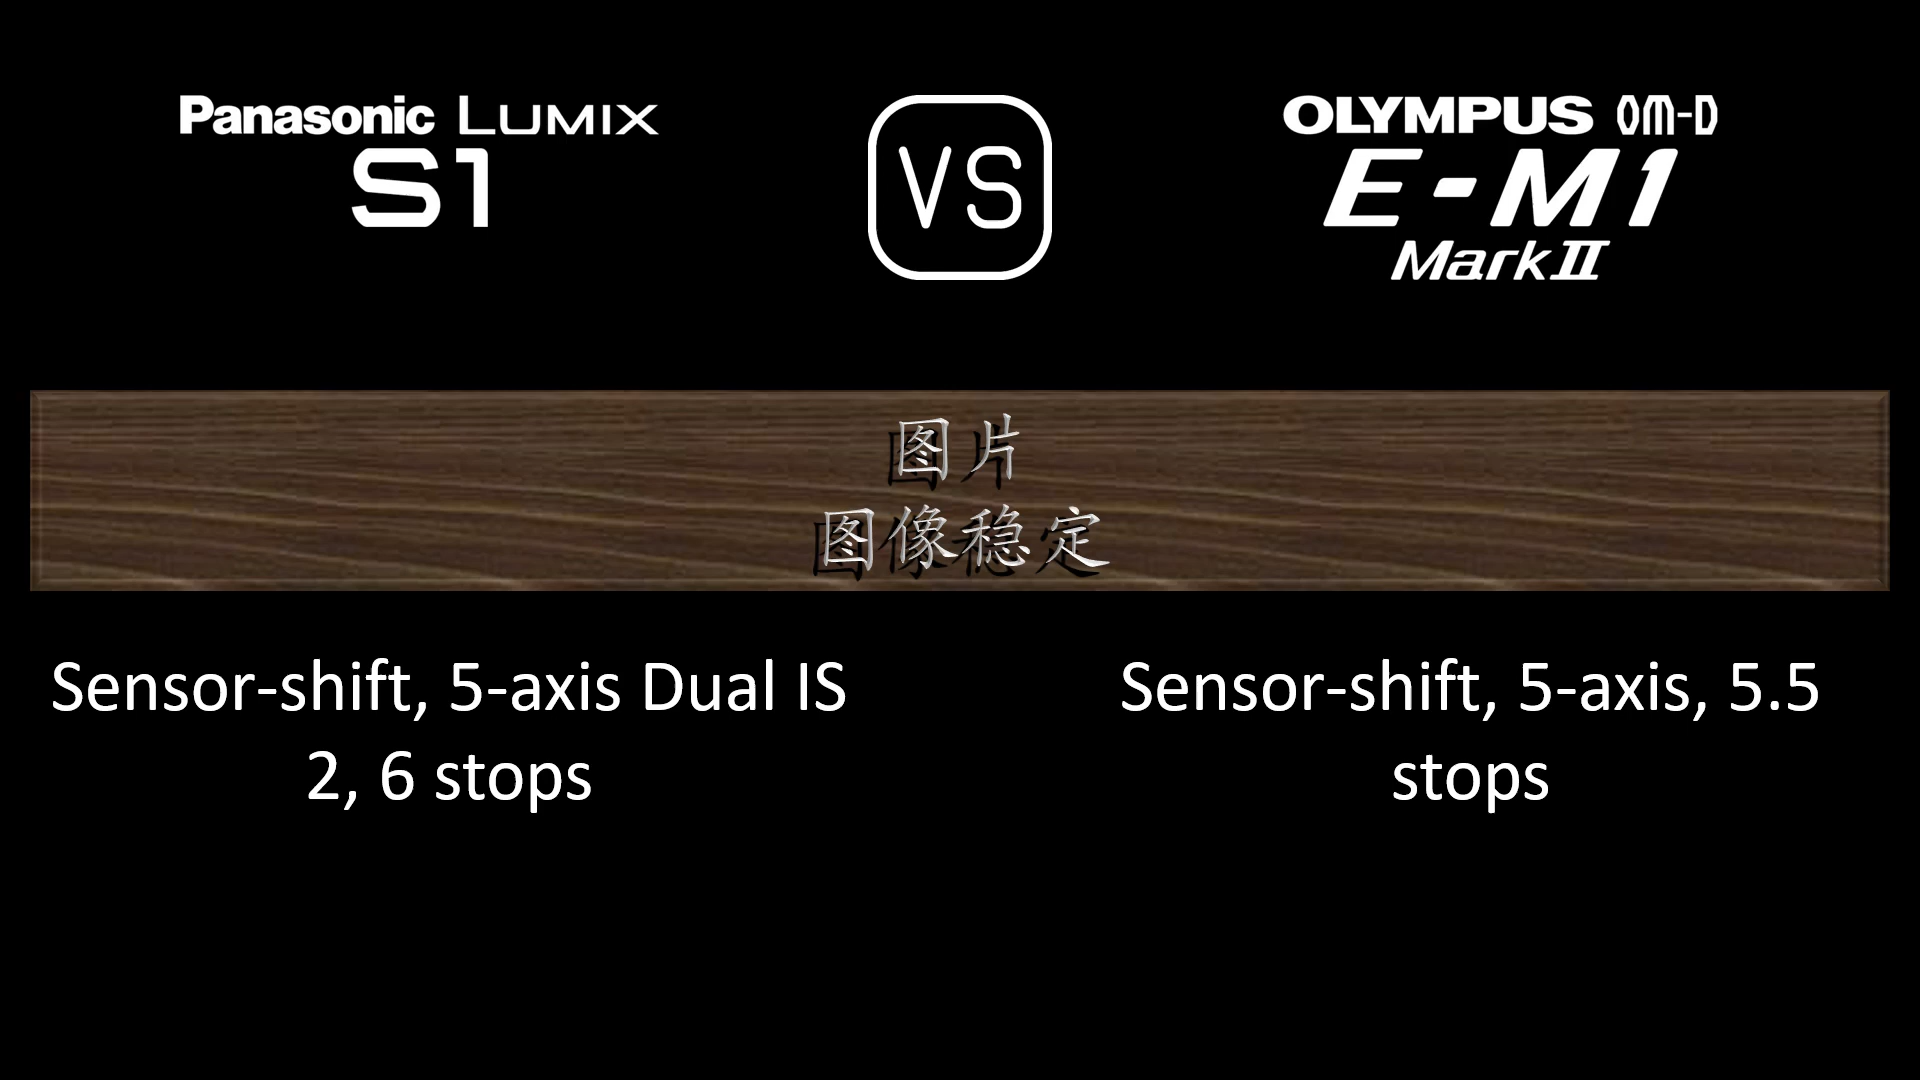 Panasonic LUMIX
S1
VS
OLYMPUS OM-D
E-M1
Mark II
图片
图像稳定
Sensor-shift, 5-axis Dual IS
2, 6 stops
Sensor-shift, 5-axis, 5.5
stops